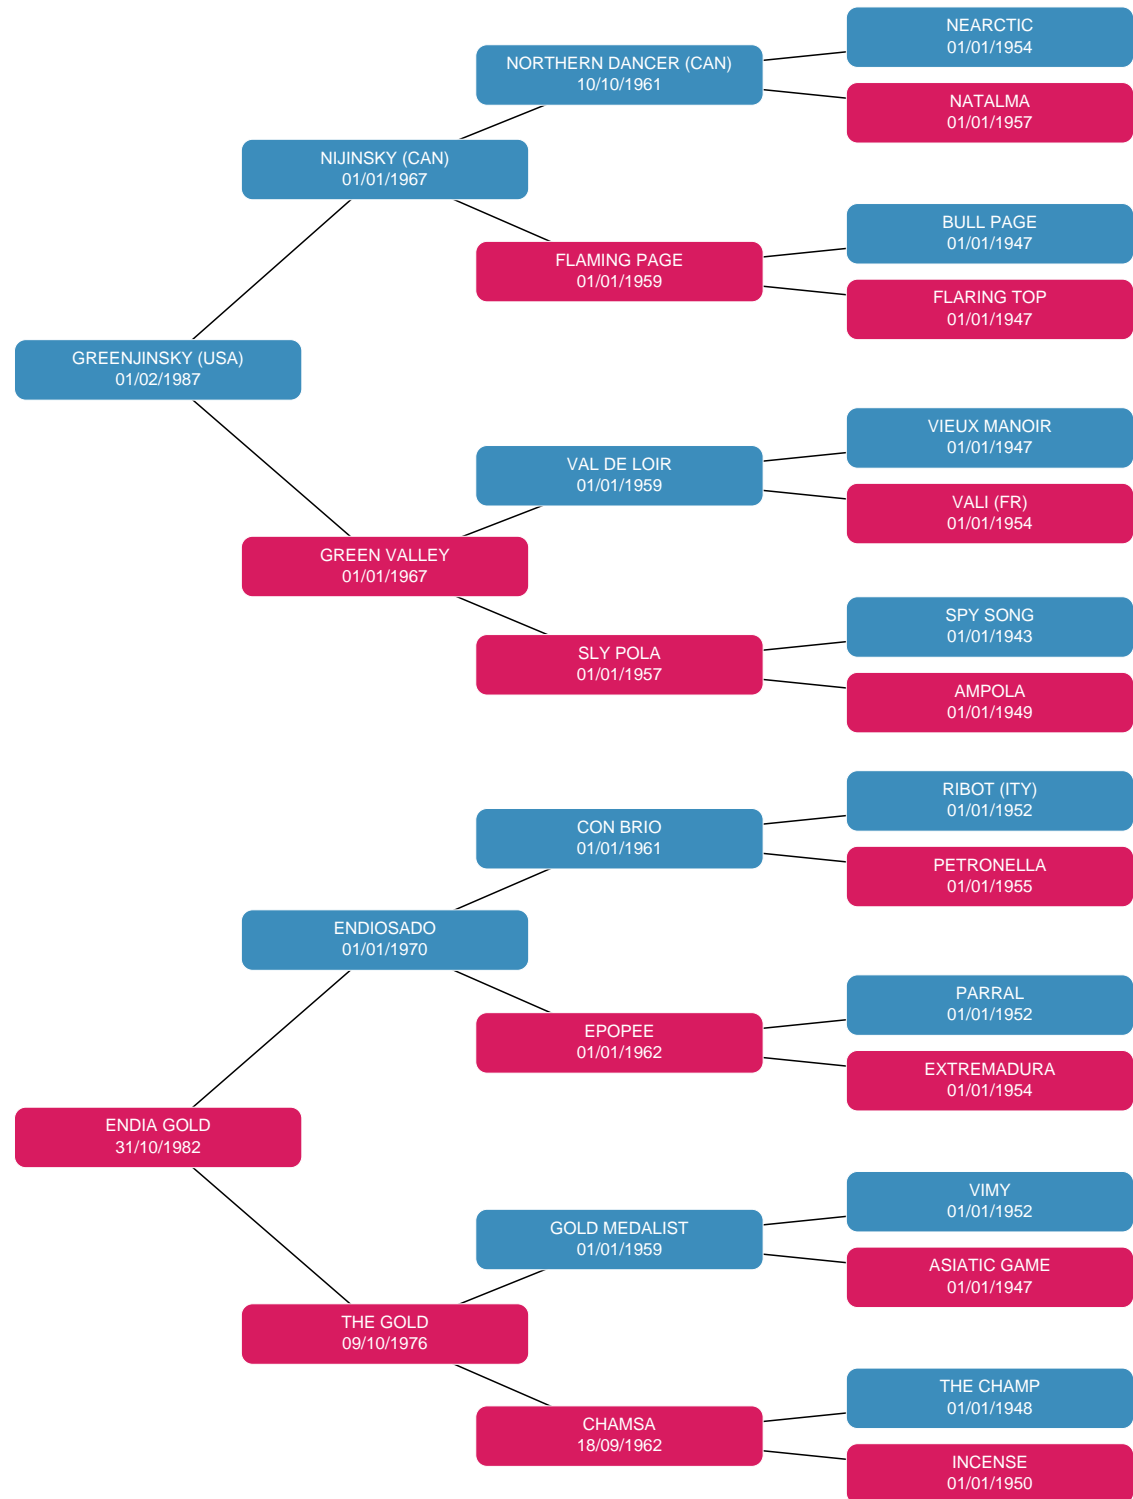 NEARCTIC
01/01/1954
NORTHERN DANCER (CAN)
10/10/1961
NATALMA
01/01/1957
NIJINSKY (CAN)
01/01/1967
BULL PAGE
01/01/1947
FLAMING PAGE
01/01/1959
FLARING TOP
01/01/1947
GREENJINSKY (USA)
01/02/1987
VIEUX MANOIR
01/01/1947
VAL DE LOIR
01/01/1959
VALI (FR)
01/01/1954
GREEN VALLEY
01/01/1967
SPY SONG
01/01/1943
SLY POLA
01/01/1957
AMPOLA
01/01/1949
RIBOT (ITY)
01/01/1952
CON BRIO
01/01/1961
PETRONELLA
01/01/1955
ENDIOSADO
01/01/1970
PARRAL
01/01/1952
EPOPEE
01/01/1962
EXTREMADURA
01/01/1954
ENDIA GOLD
31/10/1982
VIMY
01/01/1952
GOLD MEDALIST
01/01/1959
ASIATIC GAME
01/01/1947
THE GOLD
09/10/1976
THE CHAMP
01/01/1948
CHAMSA
18/09/1962
INCENSE
01/01/1950